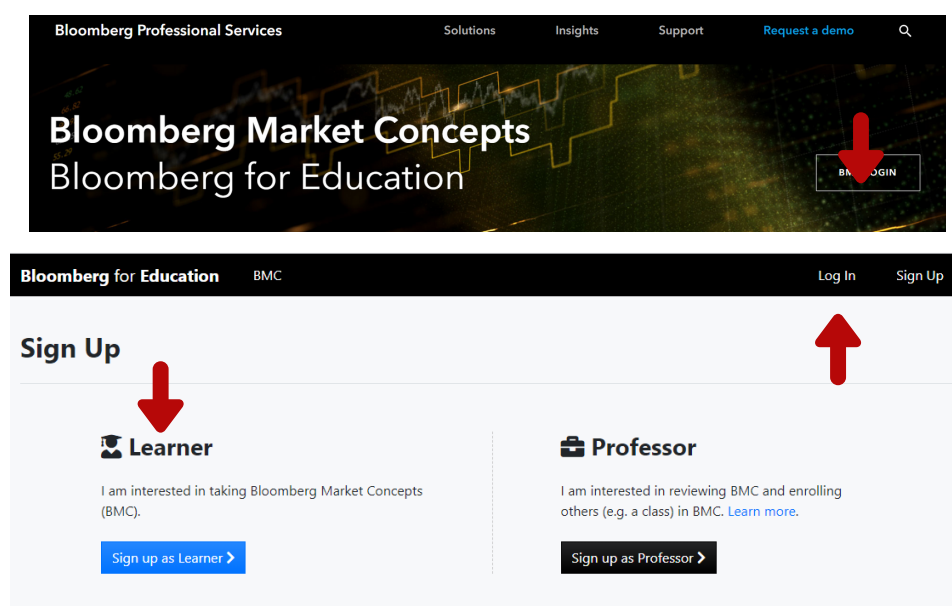 Bloomberg Professional Services Solutions Insights Support Request a demo
Bloomberg Market Concepts
Bloomberg for Education
Bloomberg for Education BMC Log In Sign Up
Sign Up
Learner
I am interested in taking Bloomberg Market Concepts
(BMC).
Sign up as Learner
Professor
I am interested in reviewing BMC and enrolling
others (e.g. a class) in BMC. Learn more.
Sign up as Professor